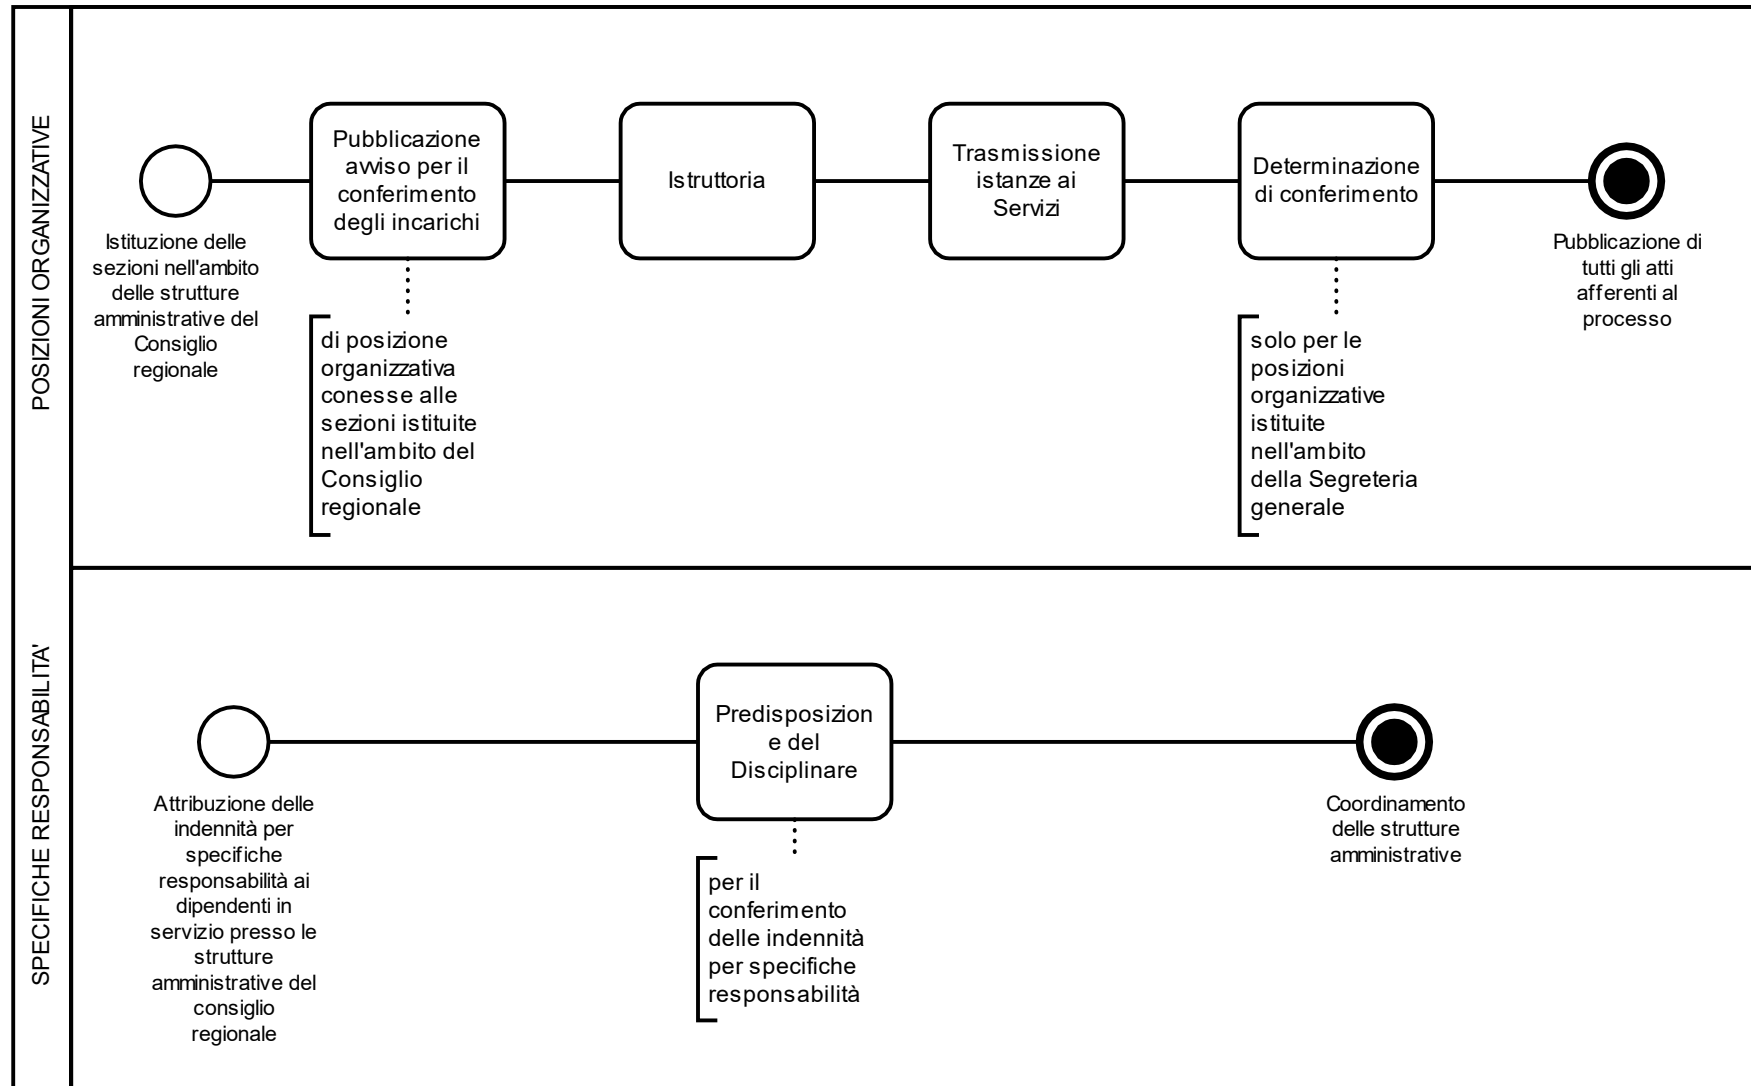 POSIZIONI ORGANIZZATIVE
Istituzione delle
sezioni nell'ambito
delle strutture
amministrative del
Consiglio
regionale
Pubblicazione
avviso per il
conferimento
degli incarichi
di posizione
organizzativa
conesse alle
sezioni istituite
nell'ambito del
Consiglio
regionale
Istruttoria
Trasmissione
istanze ai
Servizi
Determinazione
di conferimento
solo per le
posizioni
organizzative
istituite
nell'ambito
della Segreteria
generale
Pubblicazione di
tutti gli atti
afferenti al
processo
SPECIFICHE RESPONSABILITA'
Attribuzione delle
indennità per
specifiche
responsabilità ai
dipendenti in
servizio presso le
strutture
amministrative del
consiglio
regionale
Predisposizion
e del
Disciplinare
per il
conferimento
delle indennità
per specifiche
responsabilità
Coordinamento
delle strutture
amministrative